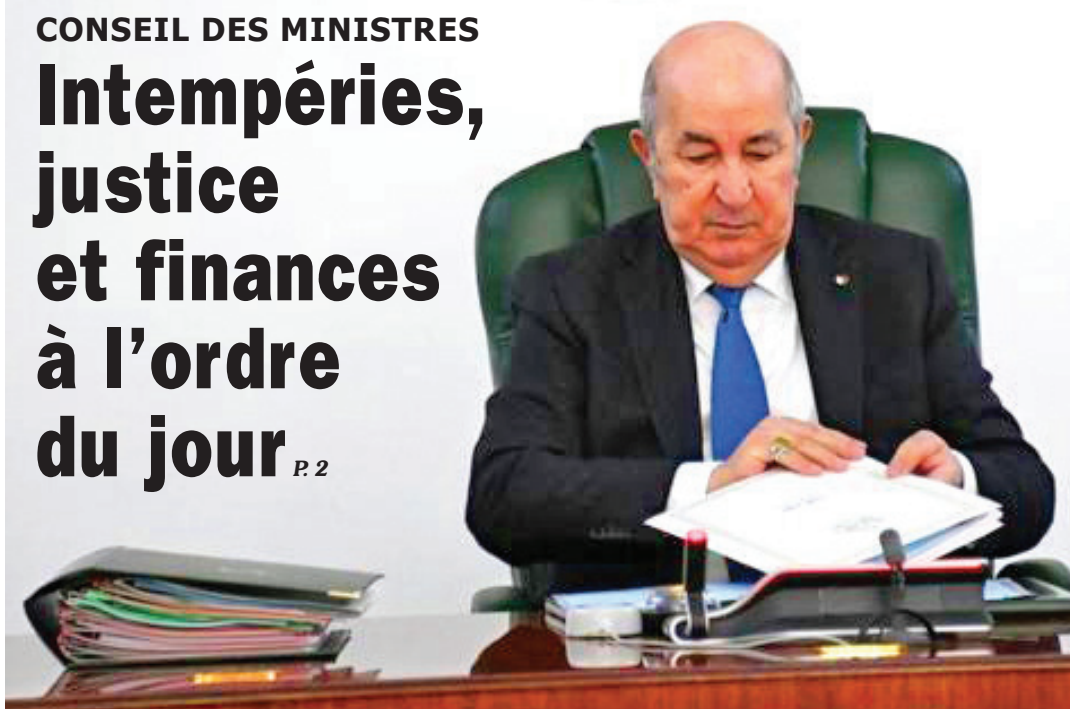 CONSEIL DES MINISTRES
Intempéries,
justice
et finances
à l’ordre
du jour P. 2